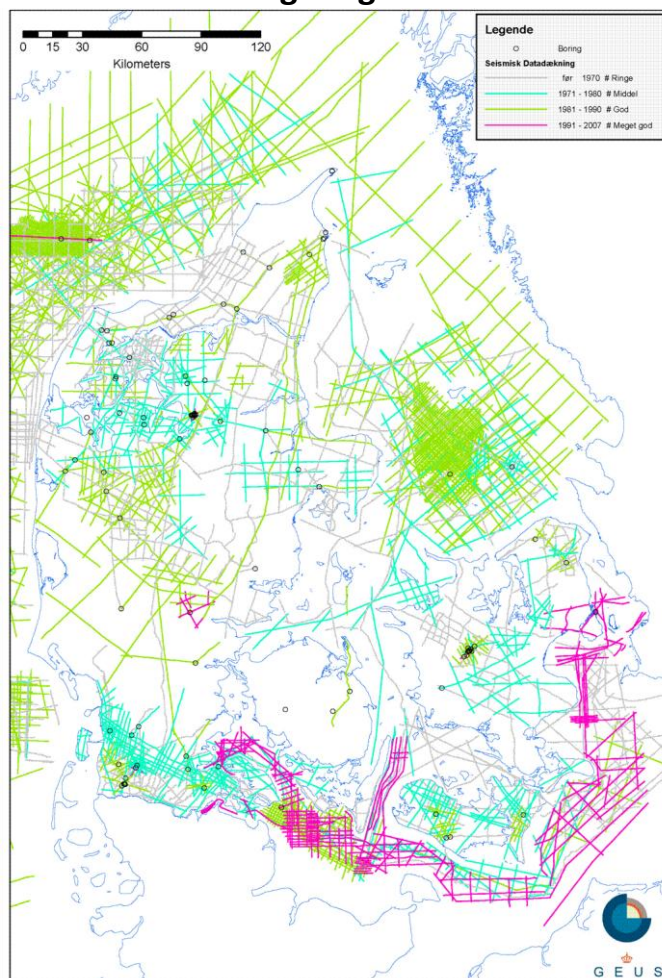 0 15 30 60 90 120
Kilometers
Legende
Boring
Seismisk Datadækning
før 1970 # Ringe
1971 - 1980 # Middel
1981 - 1990 # God
1991 - 2007 # Meget god
G E U S